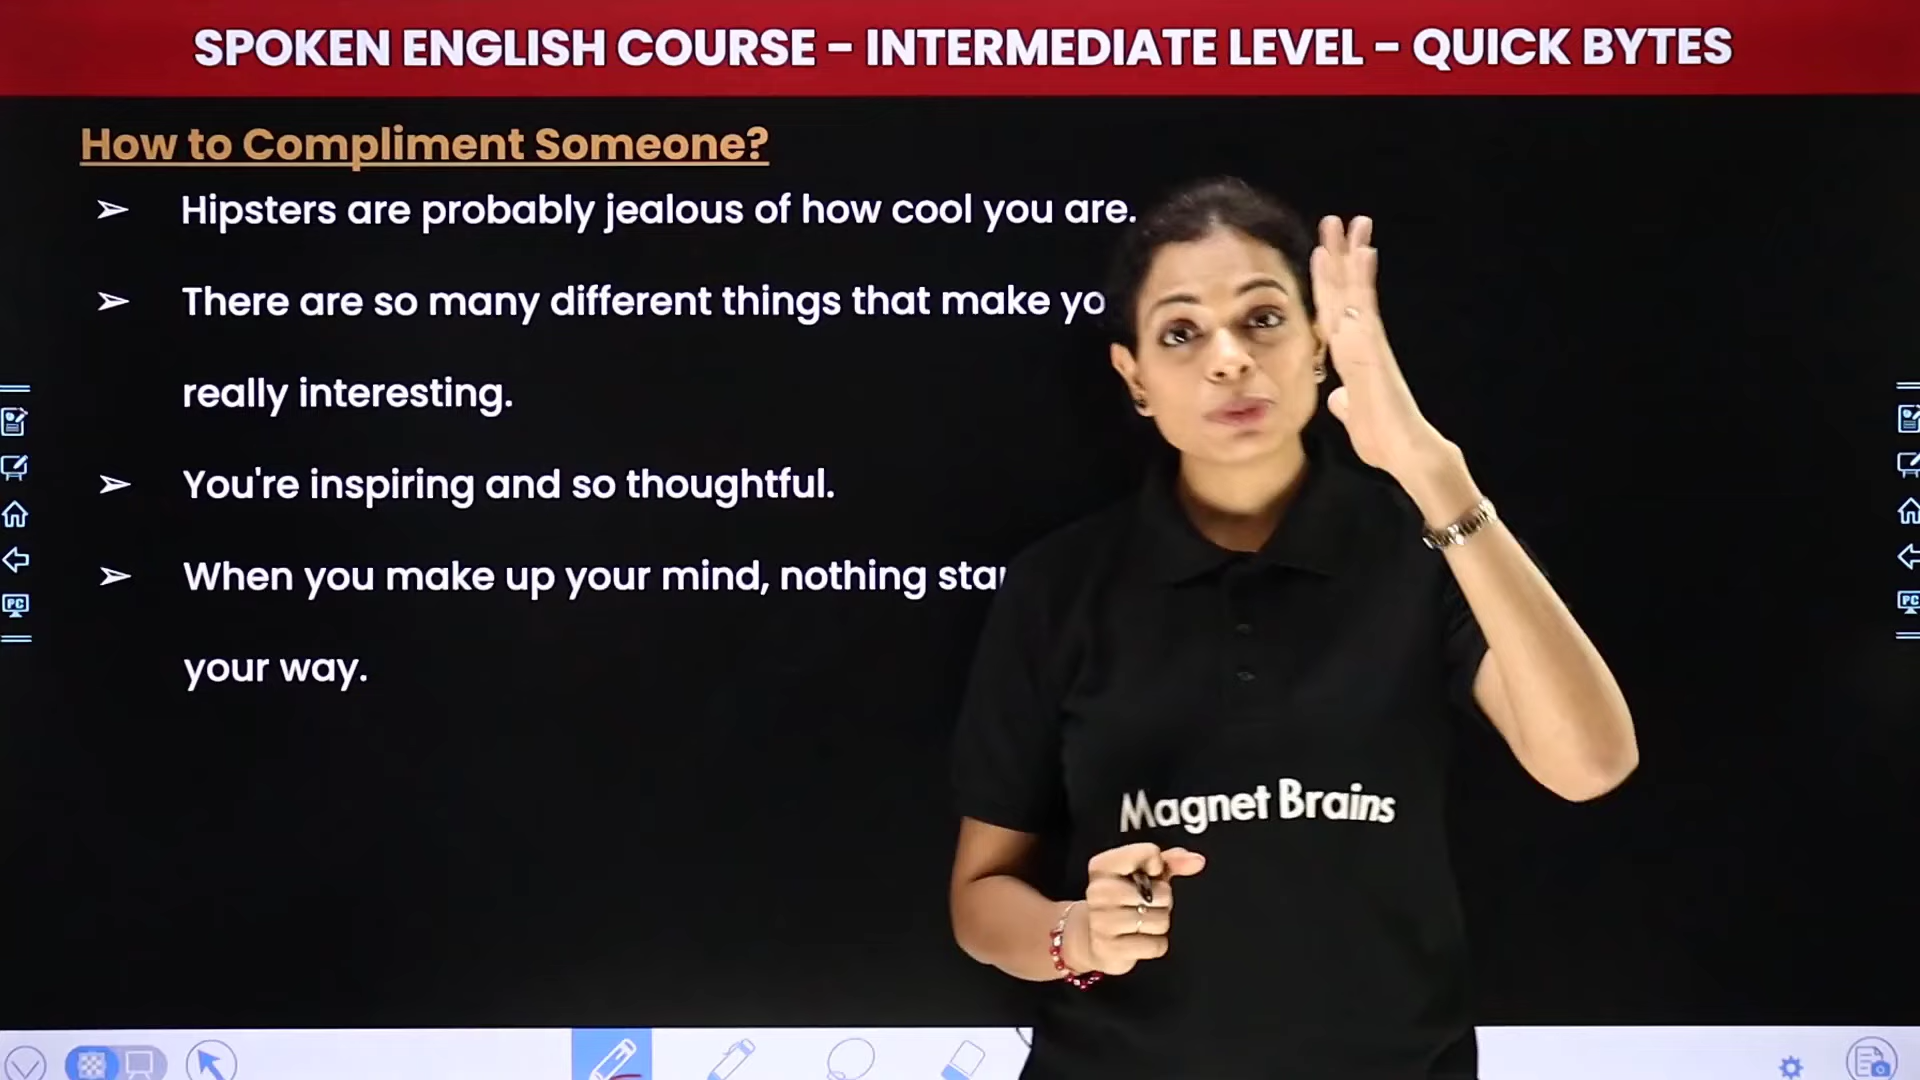 SPOKEN ENGLISH COURSE – INTERMEDIATE LEVEL – QUICK BYTES
How to Compliment Someone?
➢ Hipsters are probably jealous of how cool you are.
➢ There are so many different things that make
really interesting.
➢ You're inspiring and so thoughtful.
➢ When you make up your mind, nothing
your way.
Magnet Brains
PC
PC